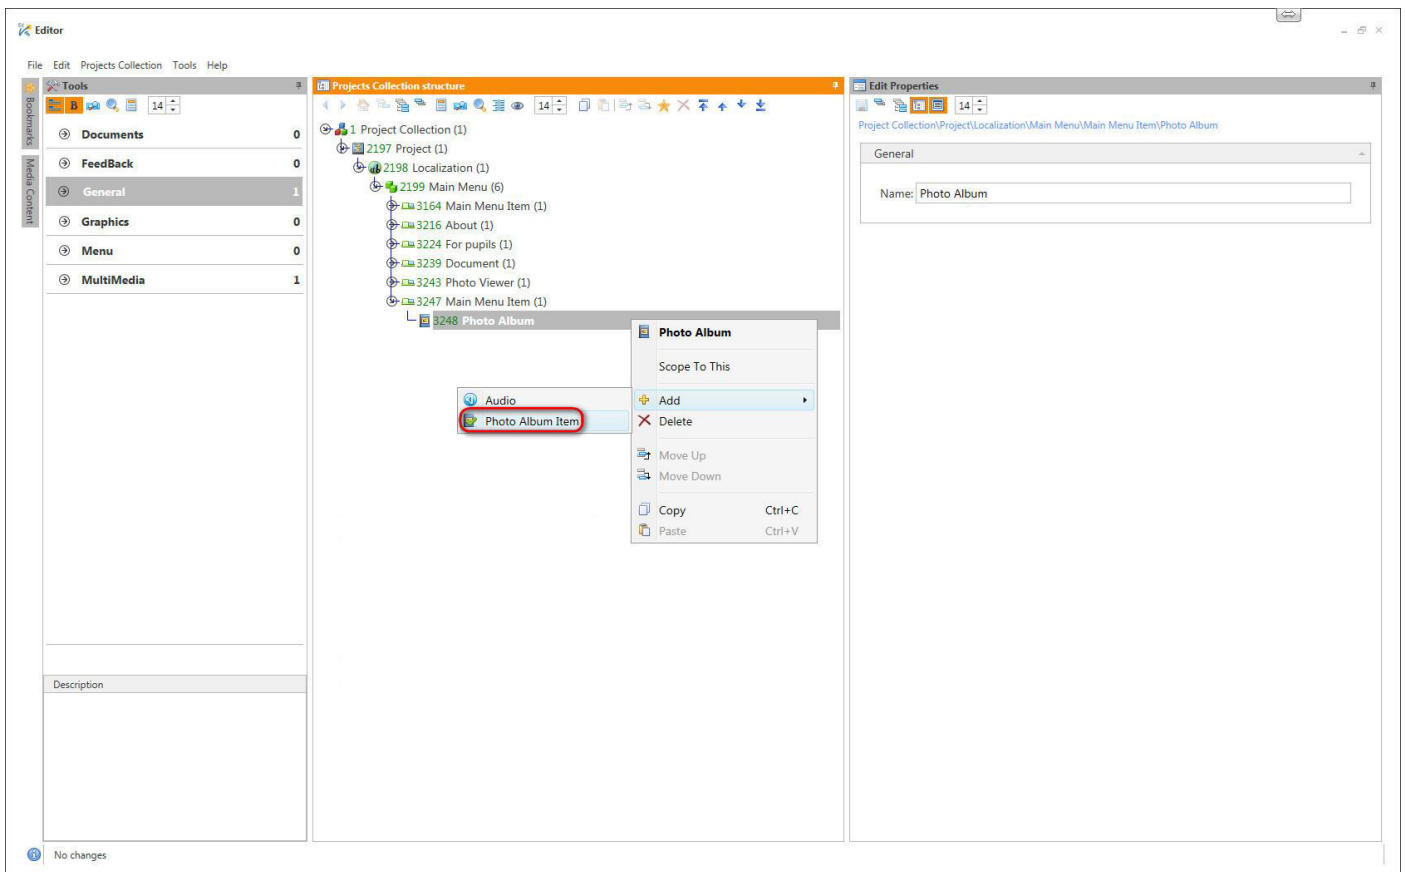 Editor
File Edit Projects Collection Tools Help
Bookmarks
Media Content
Tools
B 14
Documents 0
FeedBack 0
General 1
Graphics 0
Menu 0
MultiMedia 1
Description
Projects Collection structure
14
1 Project Collection (1)
2197 Project (1)
2198 Localization (1)
2199 Main Menu (6)
3164 Main Menu Item (1)
3216 About (1)
3224 For pupils (1)
3239 Document (1)
3243 Photo Viewer (1)
3247 Main Menu Item (1)
3248 Photo Album
Photo Album
Scope To This
Add
Delete
Move Up
Move Down
Copy Ctrl+C
Paste Ctrl+V
Audio
Photo Album Item
Edit Properties
14
Project Collection\Project\Localization\Main Menu\Main Menu Item\Photo Album
General
Name: Photo Album
No changes